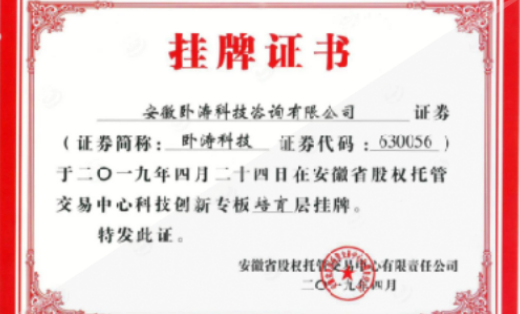 挂牌证书
安徽卧涛科技咨询有限公司 证券
（证券简称：卧涛科技 证券代码：630056）
于二〇一九年四月二十四日在安徽省股权托管
交易中心科技创新专板培育层挂牌。
特发此证。
安徽省股权托管交易中心有限责任公司
二〇一九年四月